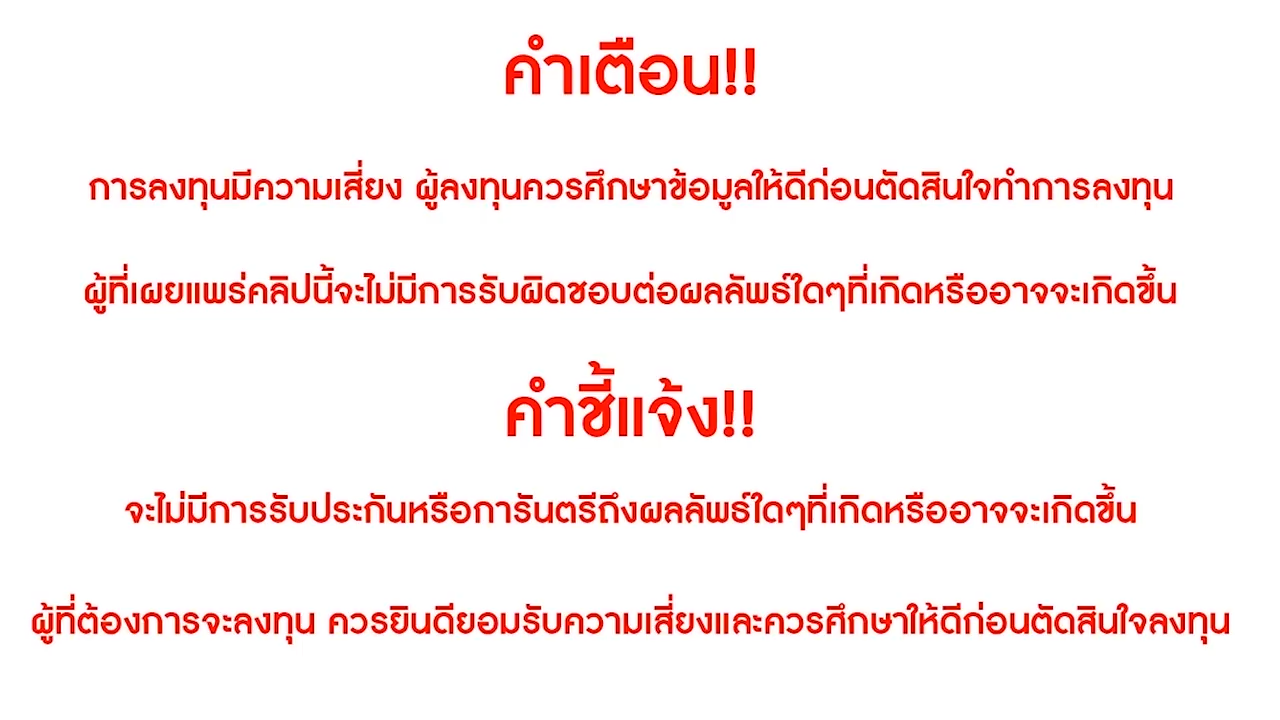 คำเตือน!!
การลงทุนมีความเสี่ยง ผู้ลงทุนควรศึกษาข้อมูลให้ดีก่อนตัดสินใจทำการลงทุน
ผู้ที่เผยแพร่คลิปนี้จะไม่มีการรับผิดชอบต่อผลลัพธ์ใดๆที่เกิดหรืออาจจะเกิดขึ้น
คำชี้แจ้ง!!
จะไม่มีการรับประกันหรือการันตรีถึงผลลัพธ์ใดๆที่เกิดหรืออาจจะเกิดขึ้น
ผู้ที่ต้องการจะลงทุน ควรยินดียอมรับความเสี่ยงและควรศึกษาให้ดีก่อนตัดสินใจลงทุน